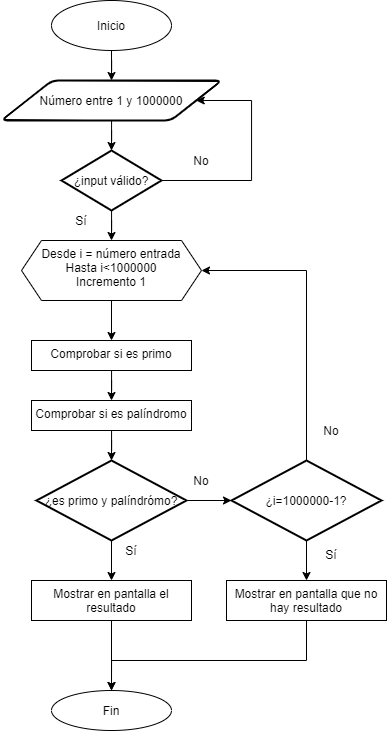 Inicio
Número entre 1 y 1000000
No
¿input válido?
Sí
Desde i = número entrada
Hasta i<1000000
Incremento 1
Comprobar si es primo
Comprobar si es palíndromo
No
¿es primo y palíndrómo?
No
¿i=1000000-1?
Sí
Sí
Mostrar en pantalla el
resultado
Mostrar en pantalla que no
hay resultado
Fin